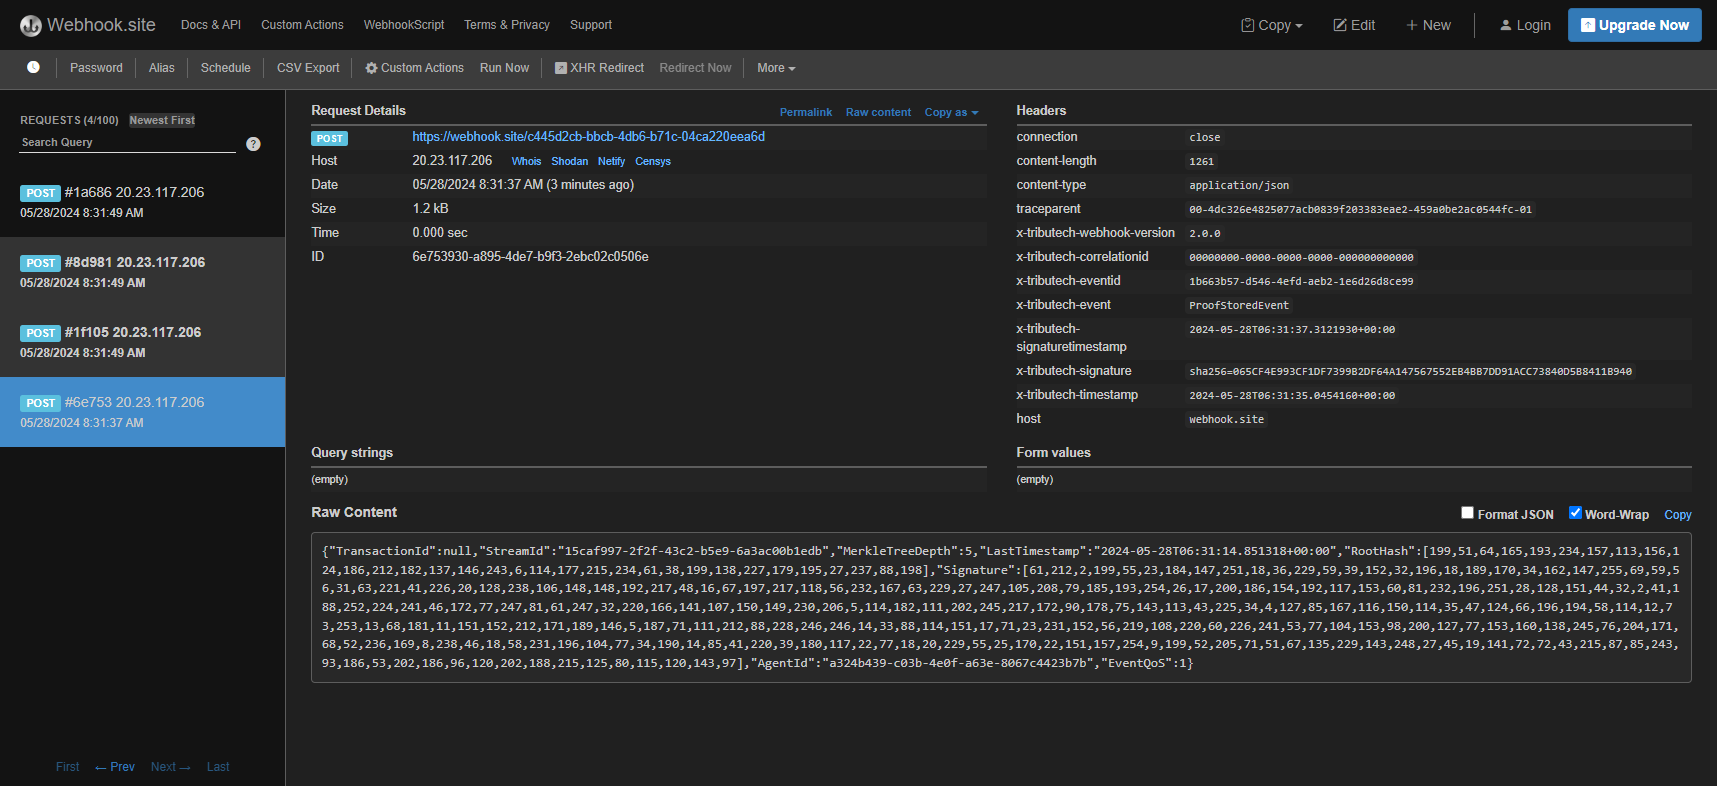 Webhook.site Docs & API Custom Actions WebhookScript Terms & Privacy Support Copy Edit New Login Upgrade Now
Password Alias Schedule CSV Export Custom Actions Run Now XHR Redirect Redirect Now More
REQUESTS (4/100) Newest First
Search Query ?
POST #1a686 20.23.117.206
05/28/2024 8:31:49 AM
POST #8d981 20.23.117.206
05/28/2024 8:31:49 AM
POST #1f105 20.23.117.206
05/28/2024 8:31:49 AM
POST #6e753 20.23.117.206
05/28/2024 8:31:37 AM
First ← Prev Next → Last
Request Details Permalink Raw content Copy as
POST https://webhook.site/c445d2cb-bbcb-4db6-b71c-04ca220eea6d
Host 20.23.117.206 Whois Shodan Netify Censys
Date 05/28/2024 8:31:37 AM (3 minutes ago)
Size 1.2 kB
Time 0.000 sec
ID 6e753930-a895-4de7-b9f3-2ebc02c0506e
Headers
connection close
content-length 1261
content-type application/json
traceparent 00-4dc326e4825077acb0839f203383eae2-459a0be2ac0544fc-01
x-tributech-webhook-version 2.0.0
x-tributech-correlationid 00000000-0000-0000-0000-000000000000
x-tributech-eventid 1b663b57-d546-4efd-aeb2-1e6d26d8ce99
x-tributech-event ProofStoredEvent
x-tributech-
signaturetimestamp 2024-05-28T06:31:37.3121930+00:00
x-tributech-signature sha256=065CF4E993CF1DF7399B2DF64A147567552EB4BB7DD91ACC73840D5B8411B940
x-tributech-timestamp 2024-05-28T06:31:35.0454160+00:00
host webhook.site
Query strings
(empty)
Form values
(empty)
Raw Content Format JSON Word-Wrap Copy
{"TransactionId":null,"StreamId":"15caf997-2f2f-43c2-b5e9-6a3ac00b1edb","MerkleTreeDepth":5,"LastTimestamp":"2024-05-28T06:31:14.851318+00:00","RootHash":[199,51,64,165,193,234,157,113,156,1
24,186,212,182,137,146,243,6,114,177,215,234,61,38,199,138,227,179,195,27,237,88,198],"Signature":[61,212,2,199,55,23,184,147,251,18,36,229,59,39,152,32,196,18,189,170,34,162,147,255,69,59,5
6,31,63,221,41,226,20,128,238,106,148,148,192,217,48,16,67,197,217,118,56,232,167,63,229,27,247,105,208,79,185,193,254,26,17,200,186,154,192,117,153,60,81,232,196,251,28,128,151,44,32,2,41,1
88,252,224,241,46,172,77,247,81,61,247,32,220,166,141,107,150,149,230,206,5,114,182,111,202,245,217,172,90,178,75,143,113,43,225,34,4,127,85,167,116,150,114,35,47,124,66,196,194,58,114,12,7
3,253,13,68,181,11,151,152,212,171,189,146,5,187,71,111,212,88,228,246,246,14,33,88,114,151,17,71,23,231,152,56,219,108,220,60,226,241,53,77,104,153,98,200,127,77,153,160,138,245,76,204,171,
68,52,236,169,8,238,46,18,58,231,196,104,77,34,190,14,85,41,220,39,180,117,22,77,18,20,229,55,25,170,22,151,157,254,9,199,52,205,71,51,67,135,229,143,248,27,45,19,141,72,72,43,215,87,85,243,
93,186,53,202,186,96,120,202,188,215,125,80,115,120,143,97],"AgentId":"a324b439-c03b-4e0f-a63e-8067c4423b7b","EventQoS":1}